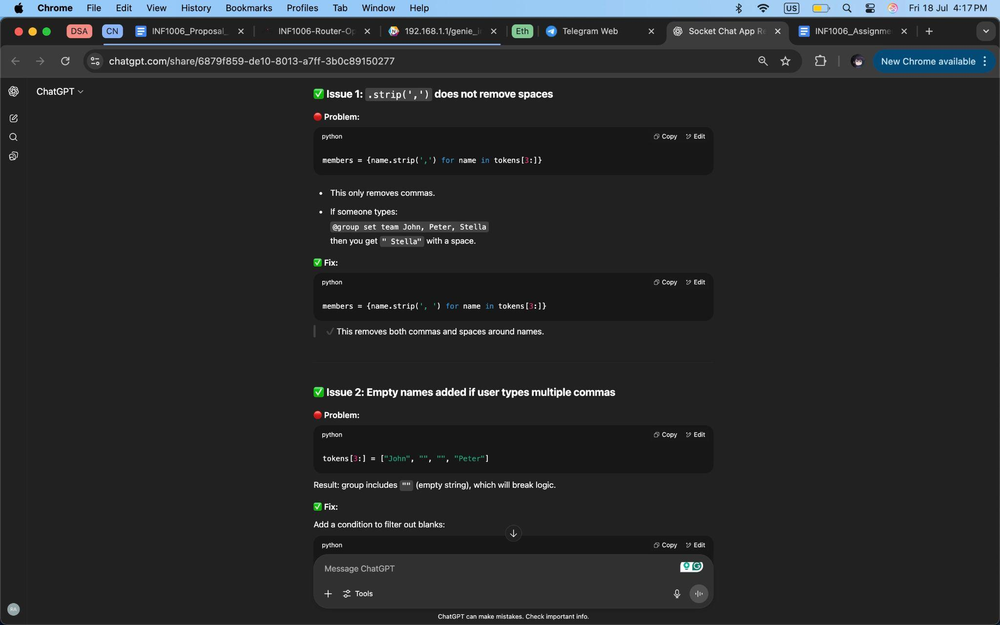 Chrome File Edit View History Bookmarks Profiles Tab Window Help US Fri 18 Jul 4:17 PM
DSA CN INF1006_Proposal_ INF1006-Router-Op 192.168.1.1/genie_i Eth Telegram Web Socket Chat App Re INF1006_Assignme
chatgpt.com/share/6879f859-de10-8013-a7ff-3b0c89150277 New Chrome available
ChatGPT
Issue 1: .strip(',') does not remove spaces
Problem:
python Copy Edit
members = {name.strip(',') for name in tokens[3:]}
• This only removes commas.
• If someone types:
@group set team John, Peter, Stella
then you get " Stella" with a space.
Fix:
python Copy Edit
members = {name.strip(', ') for name in tokens[3:]}
✓ This removes both commas and spaces around names.
Issue 2: Empty names added if user types multiple commas
Problem:
python Copy Edit
tokens[3:] = ["John", "", "", "Peter"]
Result: group includes "" (empty string), which will break logic.
Fix:
Add a condition to filter out blanks:
python Copy Edit
Message ChatGPT
Tools
RA
ChatGPT can make mistakes. Check important info.